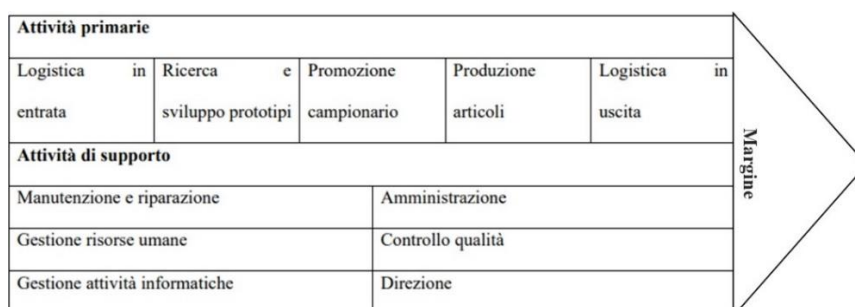 Attività primarie
Logistica in
entrata
Ricerca e
sviluppo prototipi
Promozione
campionario
Produzione
articoli
Logistica in
uscita
Attività di supporto
Manutenzione e riparazione
Amministrazione
Gestione risorse umane
Controllo qualità
Gestione attività informatiche
Direzione
Margine